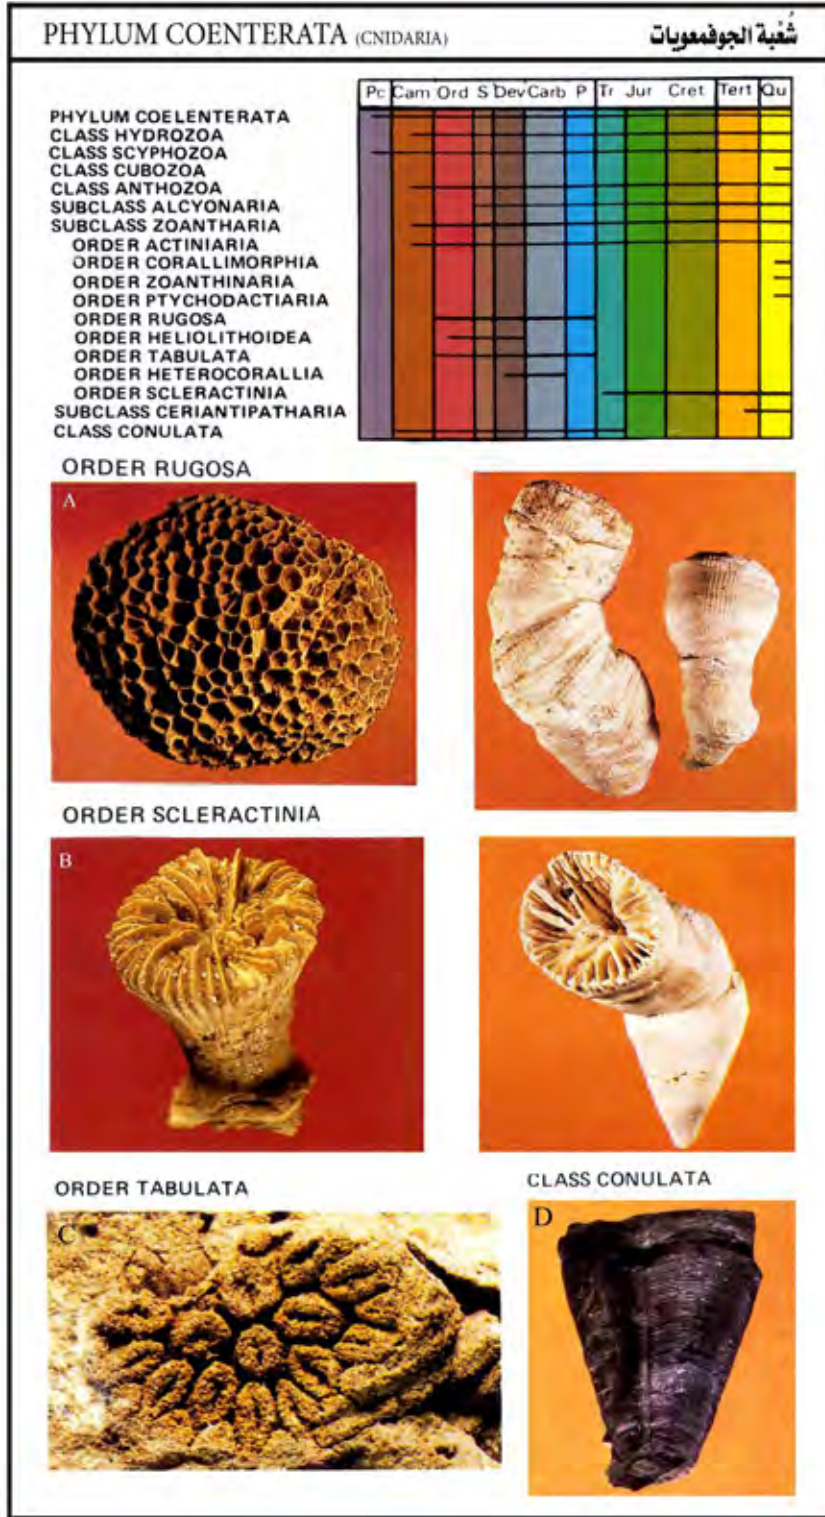 PHYLUM COENTERATA (CNIDARIA) شُعْبة الجوفمعويات
Pc Cam Ord S Dev Carb P Tr Jur Cret Tert Qu
PHYLUM COELENTERATA
CLASS HYDROZOA
CLASS SCYPHOZOA
CLASS CUBOZOA
CLASS ANTHOZOA
SUBCLASS ALCYONARIA
SUBCLASS ZOANTHARIA
ORDER ACTINIARIA
ORDER CORALLIMORPHIA
ORDER ZOANTHINARIA
ORDER PTYCHODACTIARIA
ORDER RUGOSA
ORDER HELIOLITHOIDEA
ORDER TABULATA
ORDER HETEROCORALLIA
ORDER SCLERACTINIA
SUBCLASS CERIANTIPATHARIA
CLASS CONULATA
ORDER RUGOSA
A
ORDER SCLERACTINIA
B
ORDER TABULATA
CLASS CONULATA
C
D